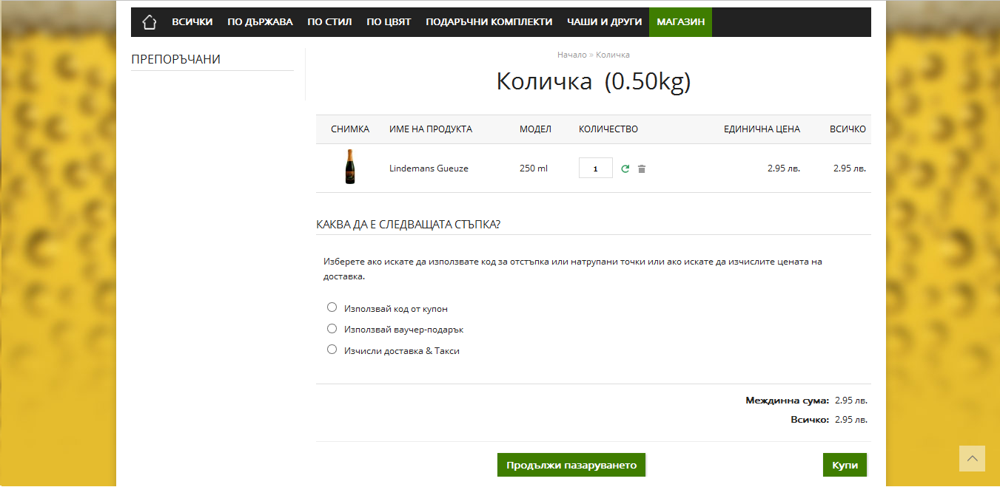 ВСИЧКИ ПО ДЪРЖАВА ПО СТИЛ ПО ЦВЯТ ПОДАРЪЧНИ КОМПЛЕКТИ ЧАШИ И ДРУГИ МАГАЗИН
ПРЕПОРЪЧАНИ
Начало » Количка
Количка (0.50kg)
СНИМКА ИМЕ НА ПРОДУКТА МОДЕЛ КОЛИЧЕСТВО ЕДИНИЧНА ЦЕНА ВСИЧКО
Lindemans Gueuze 250 ml 1 2.95 лв. 2.95 лв.
КАКВА ДА Е СЛЕДВАЩАТА СТЪПКА?
Изберете ако искате да използвате код за отстъпка или натрупани точки или ако искате да изчислите цената на
доставка.
Използвай код от купон
Използвай ваучер-подарък
Изчисли доставка & Такси
Междинна сума: 2.95 лв.
Всичко: 2.95 лв.
Продължи пазаруването Купи